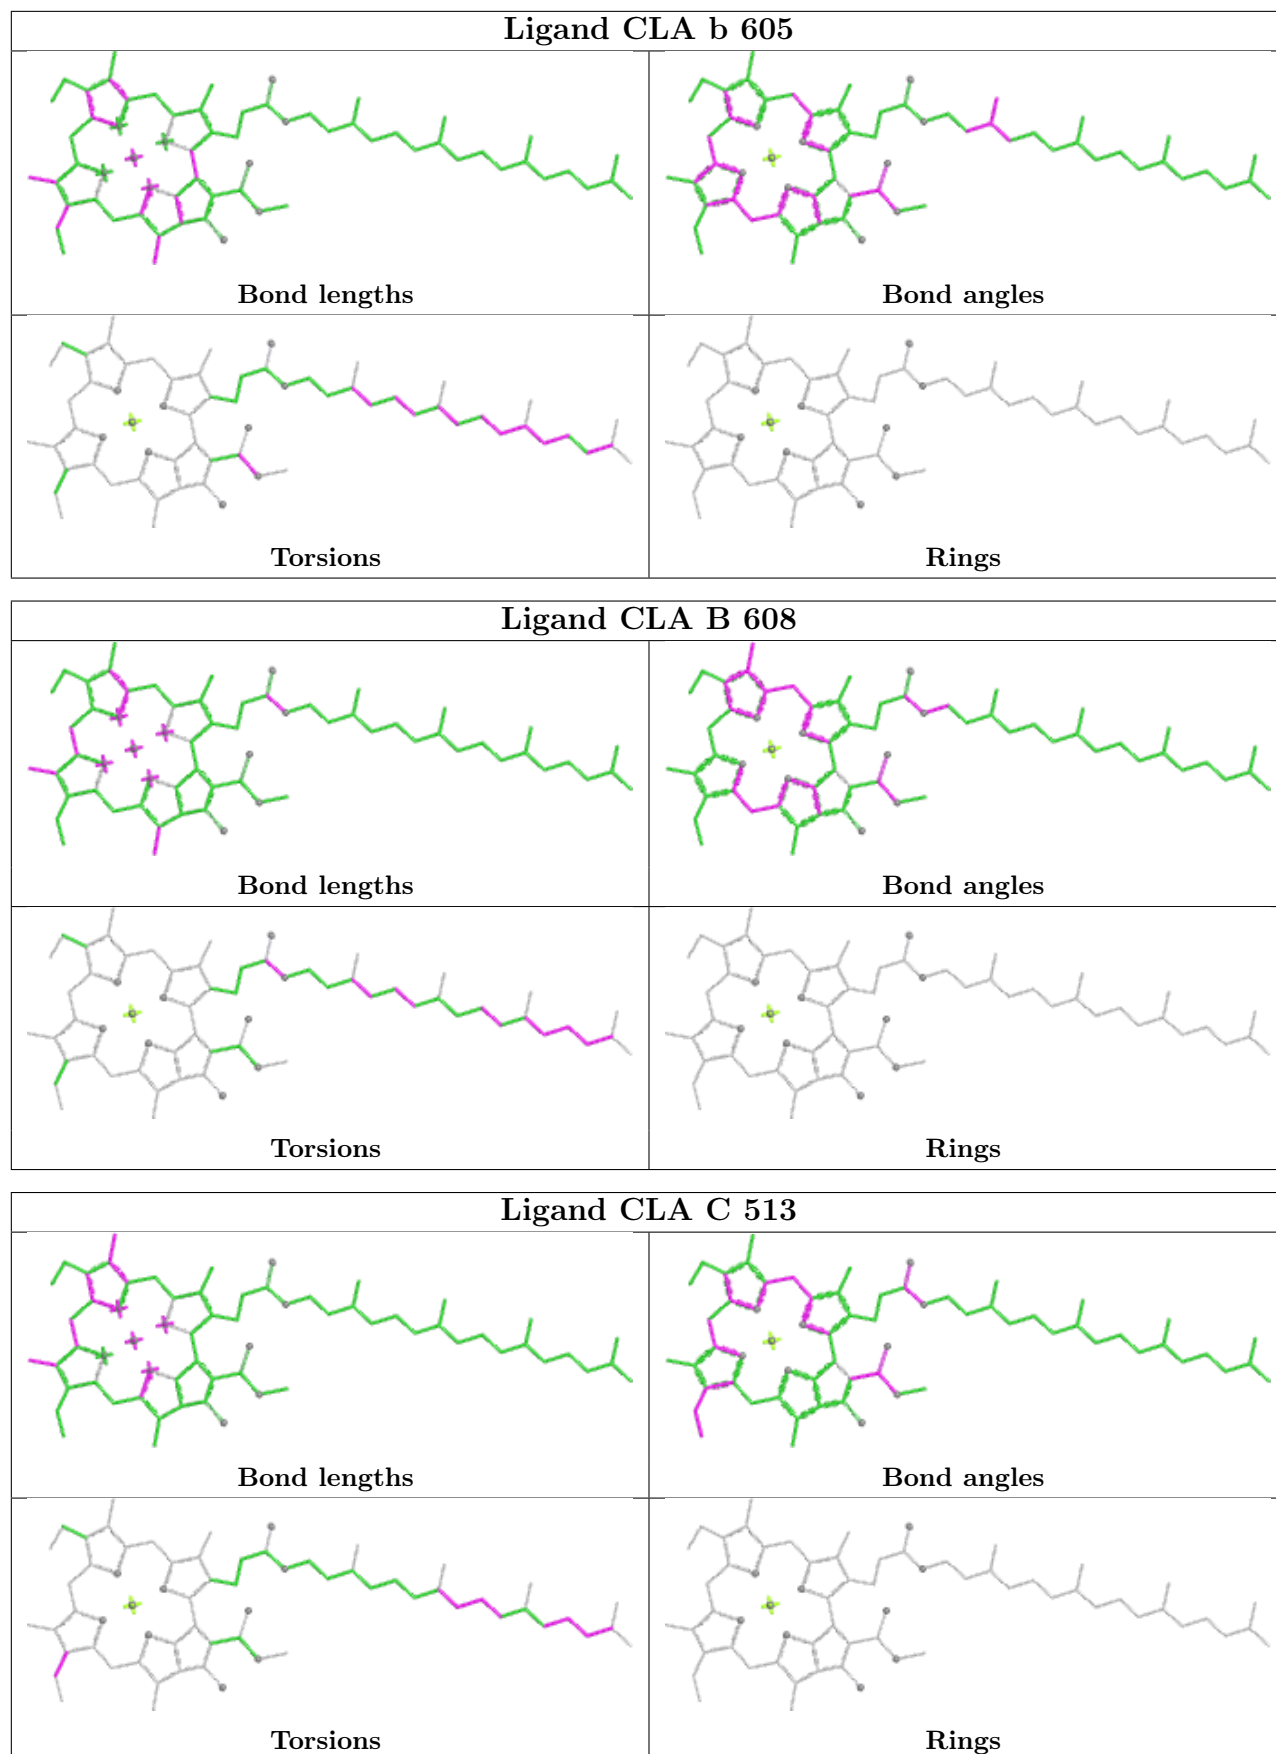 Ligand CLA b 605
Bond lengths
Bond angles
Torsions
Rings
Ligand CLA B 608
Bond lengths
Bond angles
Torsions
Rings
Ligand CLA C 513
Bond lengths
Bond angles
Torsions
Rings